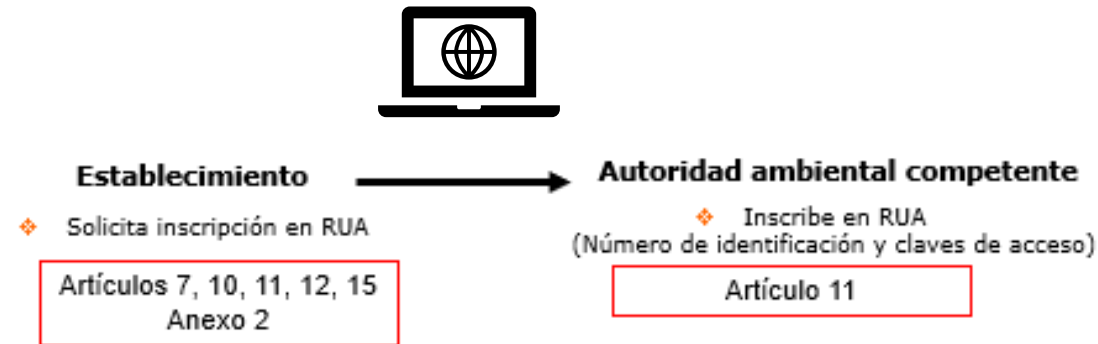 Establecimiento
Solicita inscripción en RUA
Artículos 7, 10, 11, 12, 15
Anexo 2
Autoridad ambiental competente
Inscribe en RUA
(Número de identificación y claves de acceso)
Artículo 11